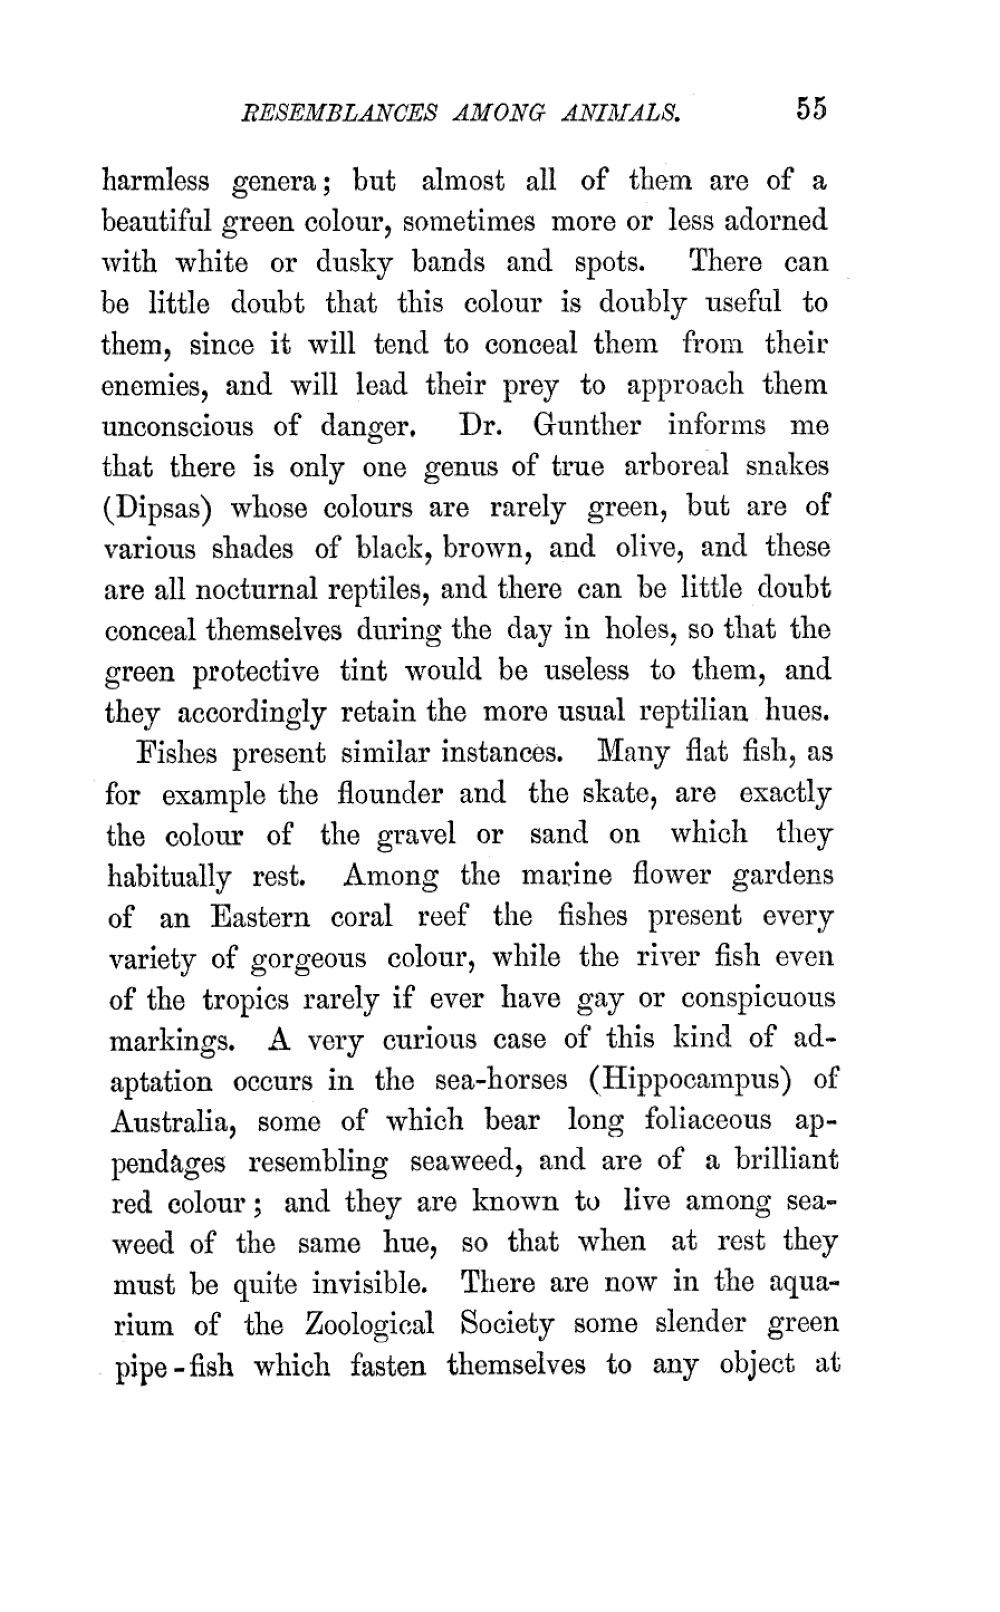 RESEMBLANCES AMONG ANIMALS. 55
harmless genera; but almost all of them are of a
beautiful green colour, sometimes more or less adorned
with white or dusky bands and spots. There can
be little doubt that this colour is doubly useful to
them, since it will tend to conceal them from their
enemies, and will lead their prey to approach them
unconscious of danger. Dr. Gunther informs me
that there is only one genus of true arboreal snakes
(Dipsas) whose colours are rarely green, but are of
various shades of black, brown, and olive, and these
are all nocturnal reptiles, and there can be little doubt
conceal themselves during the day in holes, so that the
green protective tint would be useless to them, and
they accordingly retain the more usual reptilian hues.
Fishes present similar instances. Many flat fish, as
for example the flounder and the skate, are exactly
the colour of the gravel or sand on which they
habitually rest. Among the marine flower gardens
of an Eastern coral reef the fishes present every
variety of gorgeous colour, while the river fish even
of the tropics rarely if ever have gay or conspicuous
markings. A very curious case of this kind of ad-
aptation occurs in the sea-horses (Hippocampus) of
Australia, some of which bear long foliaceous ap-
pendages resembling seaweed, and are of a brilliant
red colour; and they are known to live among sea-
weed of the same hue, so that when at rest they
must be quite invisible. There are now in the aqua-
rium of the Zoological Society some slender green
pipe-fish which fasten themselves to any object at